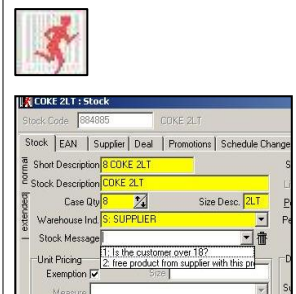 COKE 2LT : Stock
Stock Code 884885 COKE 2LT
Stock EAN Supplier Deal Promotions Schedule Change
normal
extended
Short Description 8 COKE 2LT
Stock Description COKE 2LT
Case Qty 8 Size Desc. 2LT
Warehouse Ind. S: SUPPLIER
Stock Message
1: Is the customer over 18?
2: free product from supplier with this pr
Unit Pricing
Exemption Size
Measure